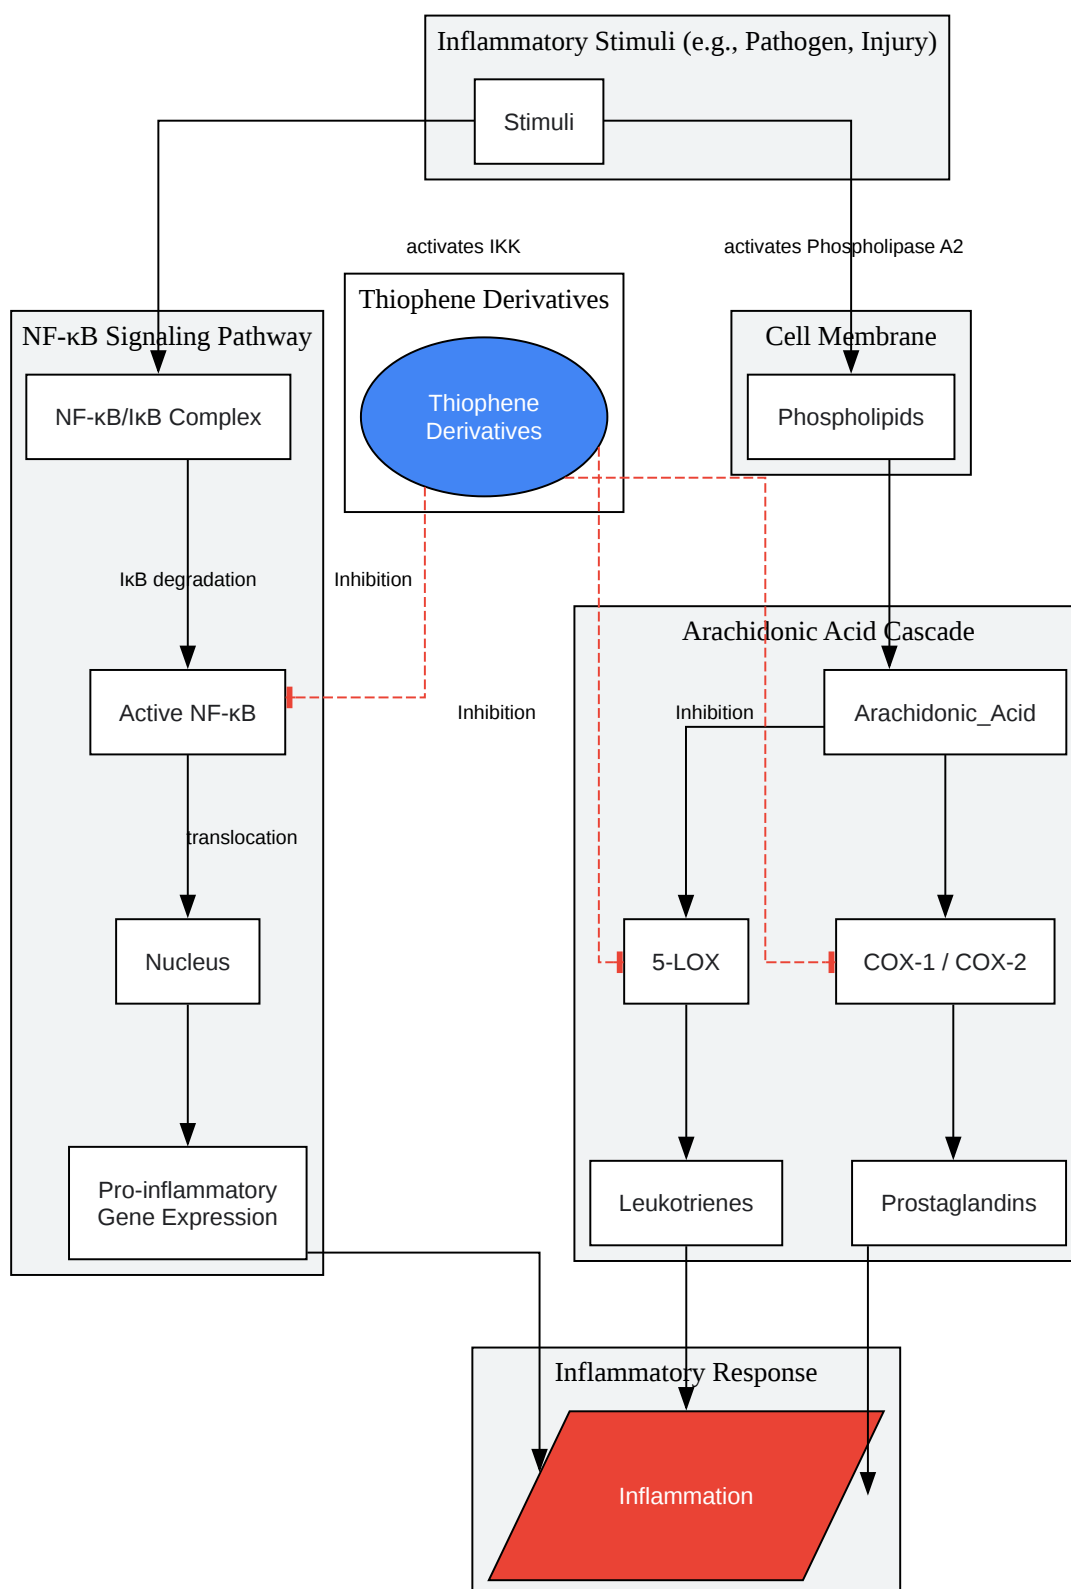 Inflammatory Stimuli (e.g., Pathogen, Injury)
Stimuli
activates IKK
activates Phospholipase A2
Thiophene Derivatives
NF-κB Signaling Pathway
Cell Membrane
Thiophene
Derivatives
NF-κB/IκB Complex
Phospholipids
IκB degradation
Inhibition
Arachidonic Acid Cascade
Active NF-κB
Inhibition
Inhibition
Arachidonic_Acid
translocation
Nucleus
5-LOX
COX-1 / COX-2
Pro-inflammatory
Gene Expression
Leukotrienes
Prostaglandins
Inflammatory Response
Inflammation